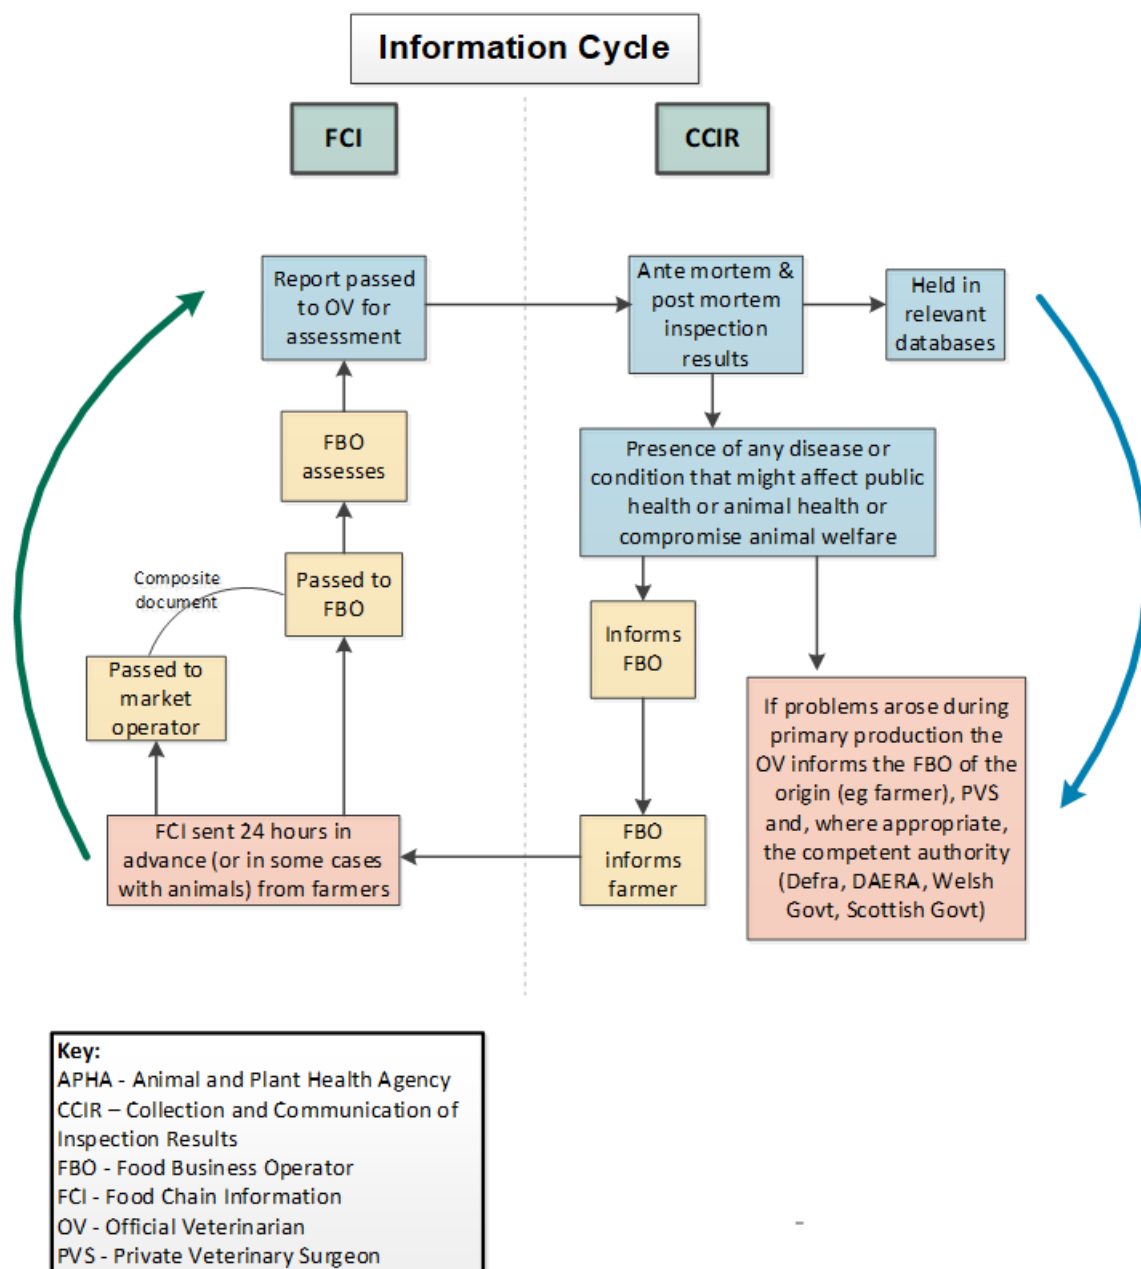 Information Cycle
FCI
CCIR
Report passed
to OV for
assessment
Ante mortem &
post mortem
inspection
results
Held in
relevant
databases
FBO
assesses
Presence of any disease or
condition that might affect public
health or animal health or
compromise animal welfare
Composite
document
Passed to
FBO
Informs
FBO
Passed to
market
operator
If problems arose during
primary production the
OV informs the FBO of the
origin (eg farmer), PVS
and, where appropriate,
the competent authority
(Defra, DAERA, Welsh
Govt, Scottish Govt)
FCI sent 24 hours in
advance (or in some cases
with animals) from farmers
FBO
informs
farmer
Key:
APHA - Animal and Plant Health Agency
CCIR – Collection and Communication of
Inspection Results
FBO - Food Business Operator
FCI - Food Chain Information
OV - Official Veterinarian
PVS - Private Veterinary Surgeon